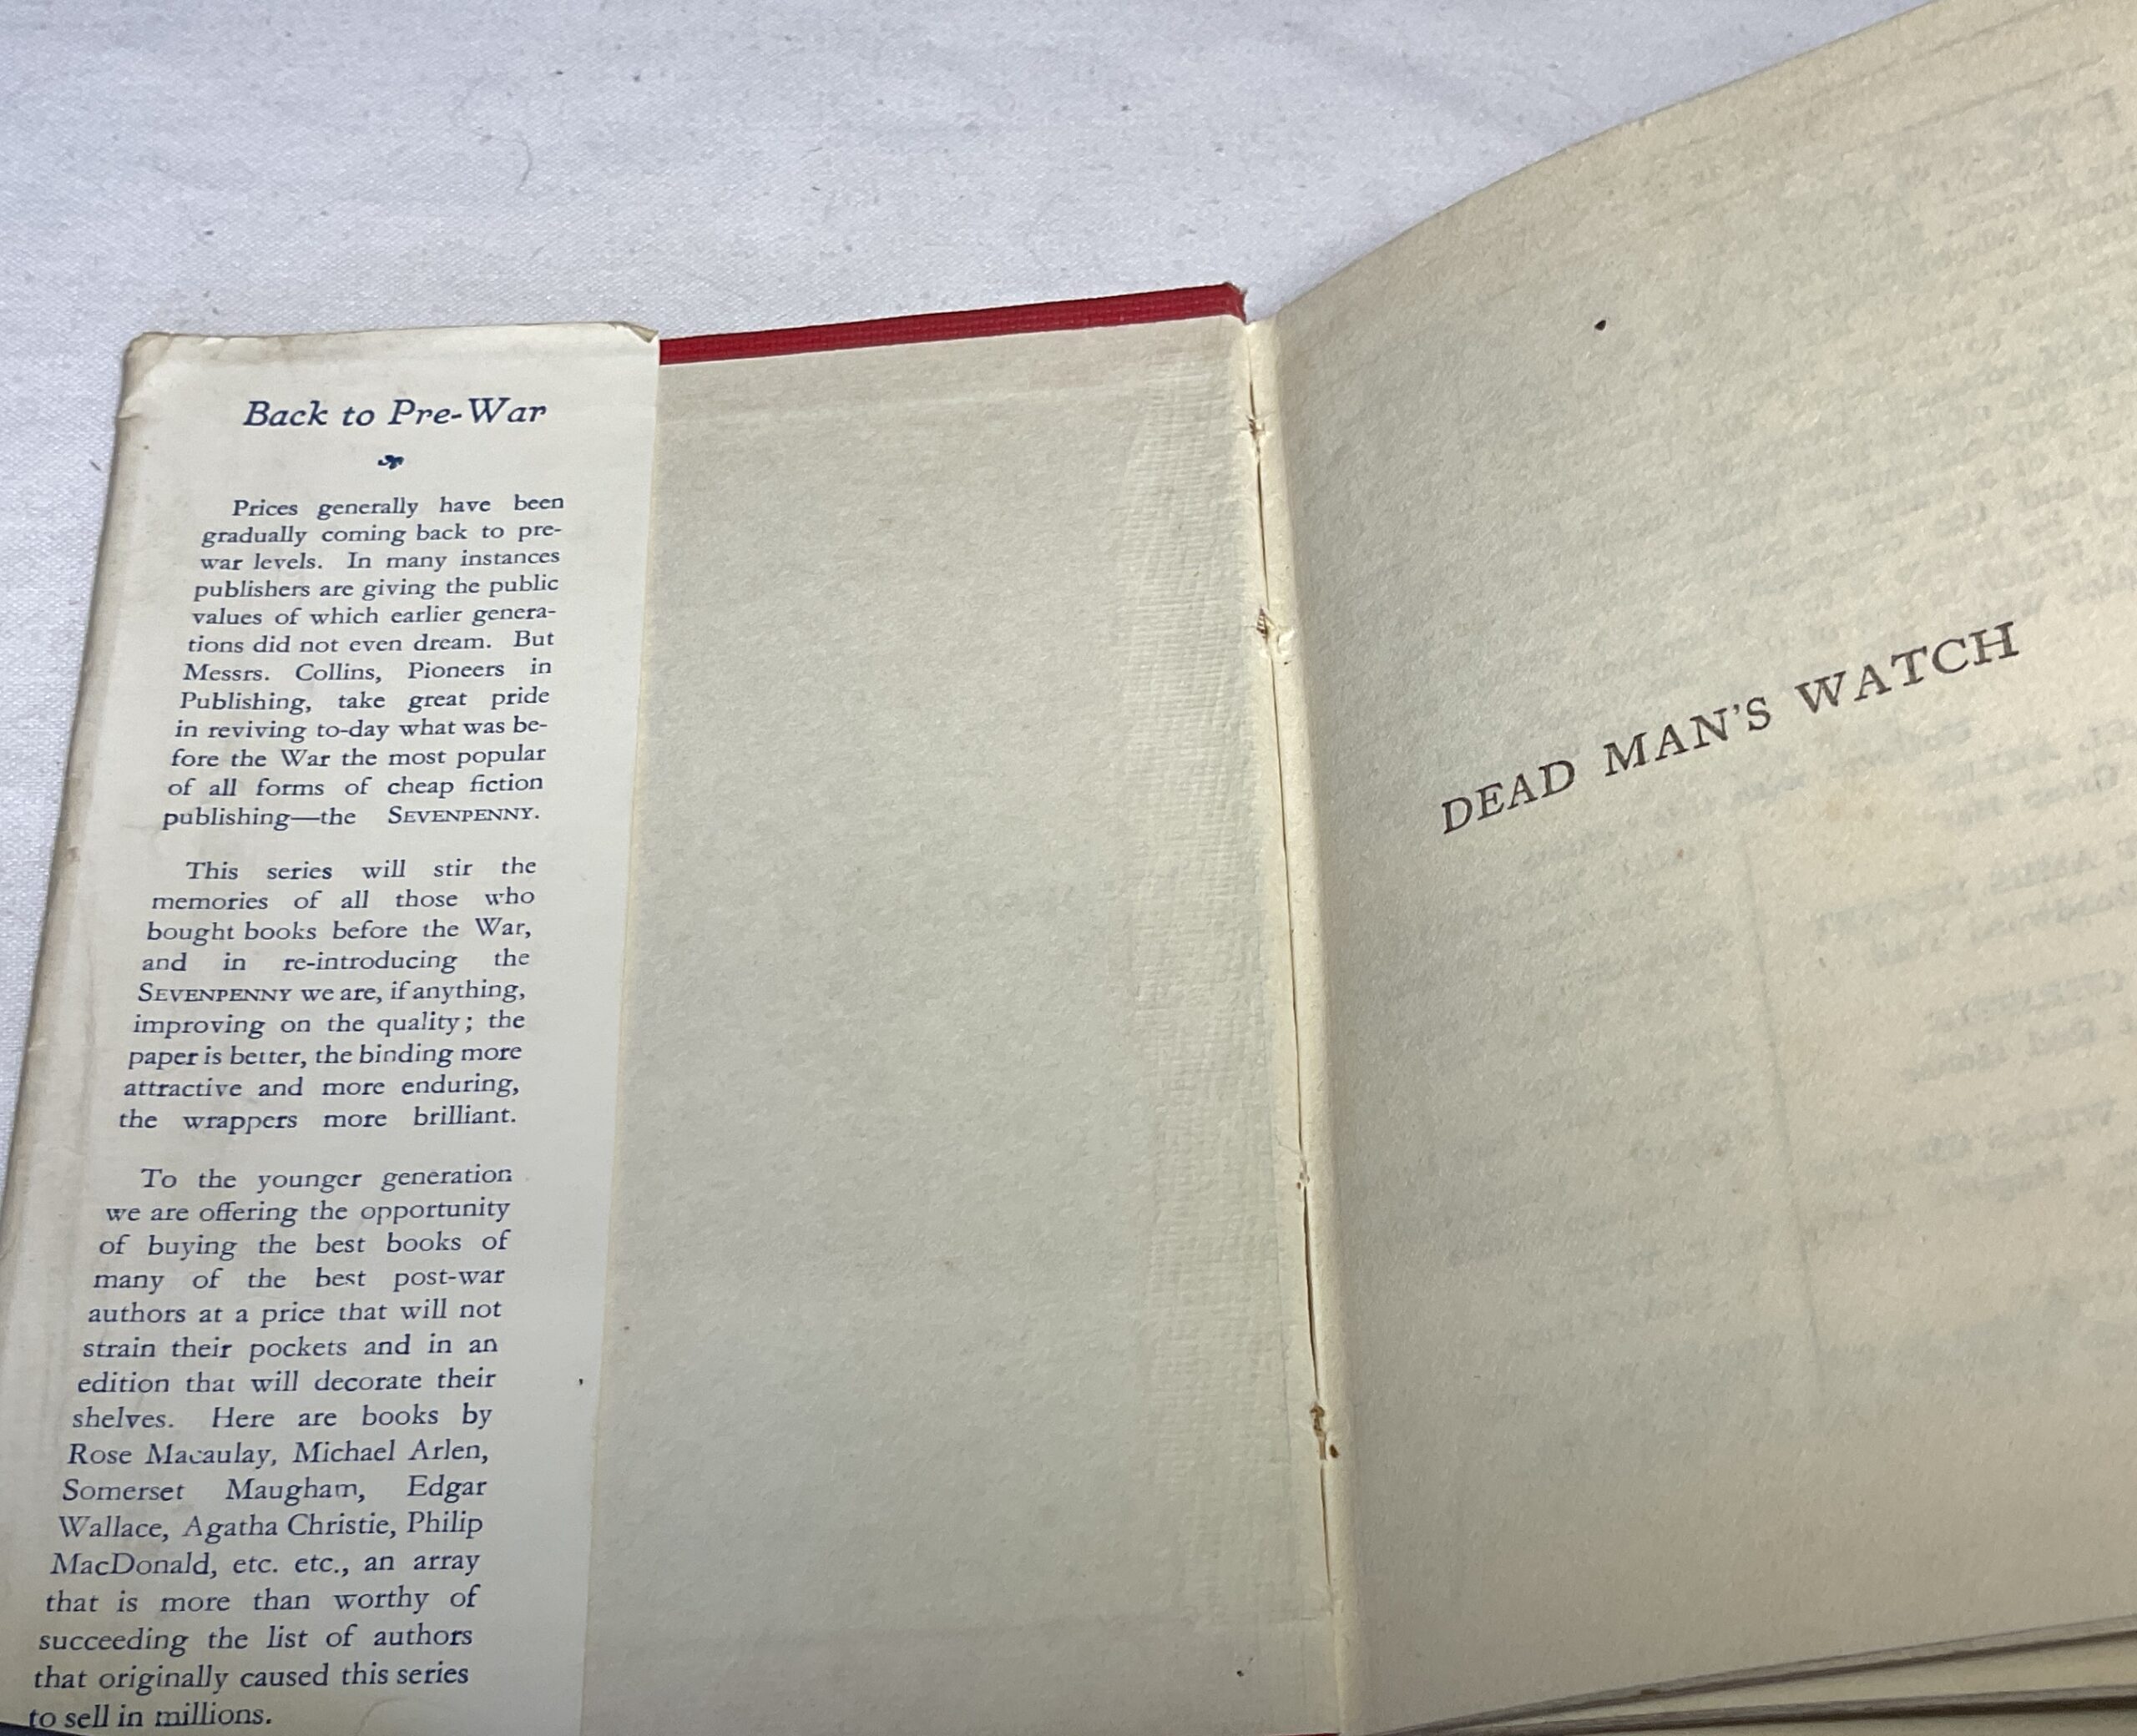 Back to Pre-War
Prices generally have been
gradually coming back to pre-
war levels. In many instances
publishers are giving the public
values of which earlier genera-
tions did not even dream. But
Messrs. Collins, Pioneers in
Publishing, take great pride
in reviving to-day what was be-
fore the War the most popular
of all forms of cheap fiction
publishing—the SEVENPENNY.
This series will stir the
memories of all those who
bought books before the War,
and in re-introducing the
SEVENPENNY we are, if anything,
improving on the quality; the
paper is better, the binding more
attractive and more enduring,
the wrappers more brilliant.
To the younger generation
we are offering the opportunity
of buying the best books of
many of the best post-war
authors at a price that will not
strain their pockets and in an
edition that will decorate their
shelves. Here are books by
Rose Macaulay, Michael Arlen,
Somerset Maugham, Edgar
Wallace, Agatha Christie, Philip
MacDonald, etc. etc., an array
that is more than worthy of
succeeding the list of authors
that originally caused this series
to sell in millions.
DEAD MAN'S WATCH